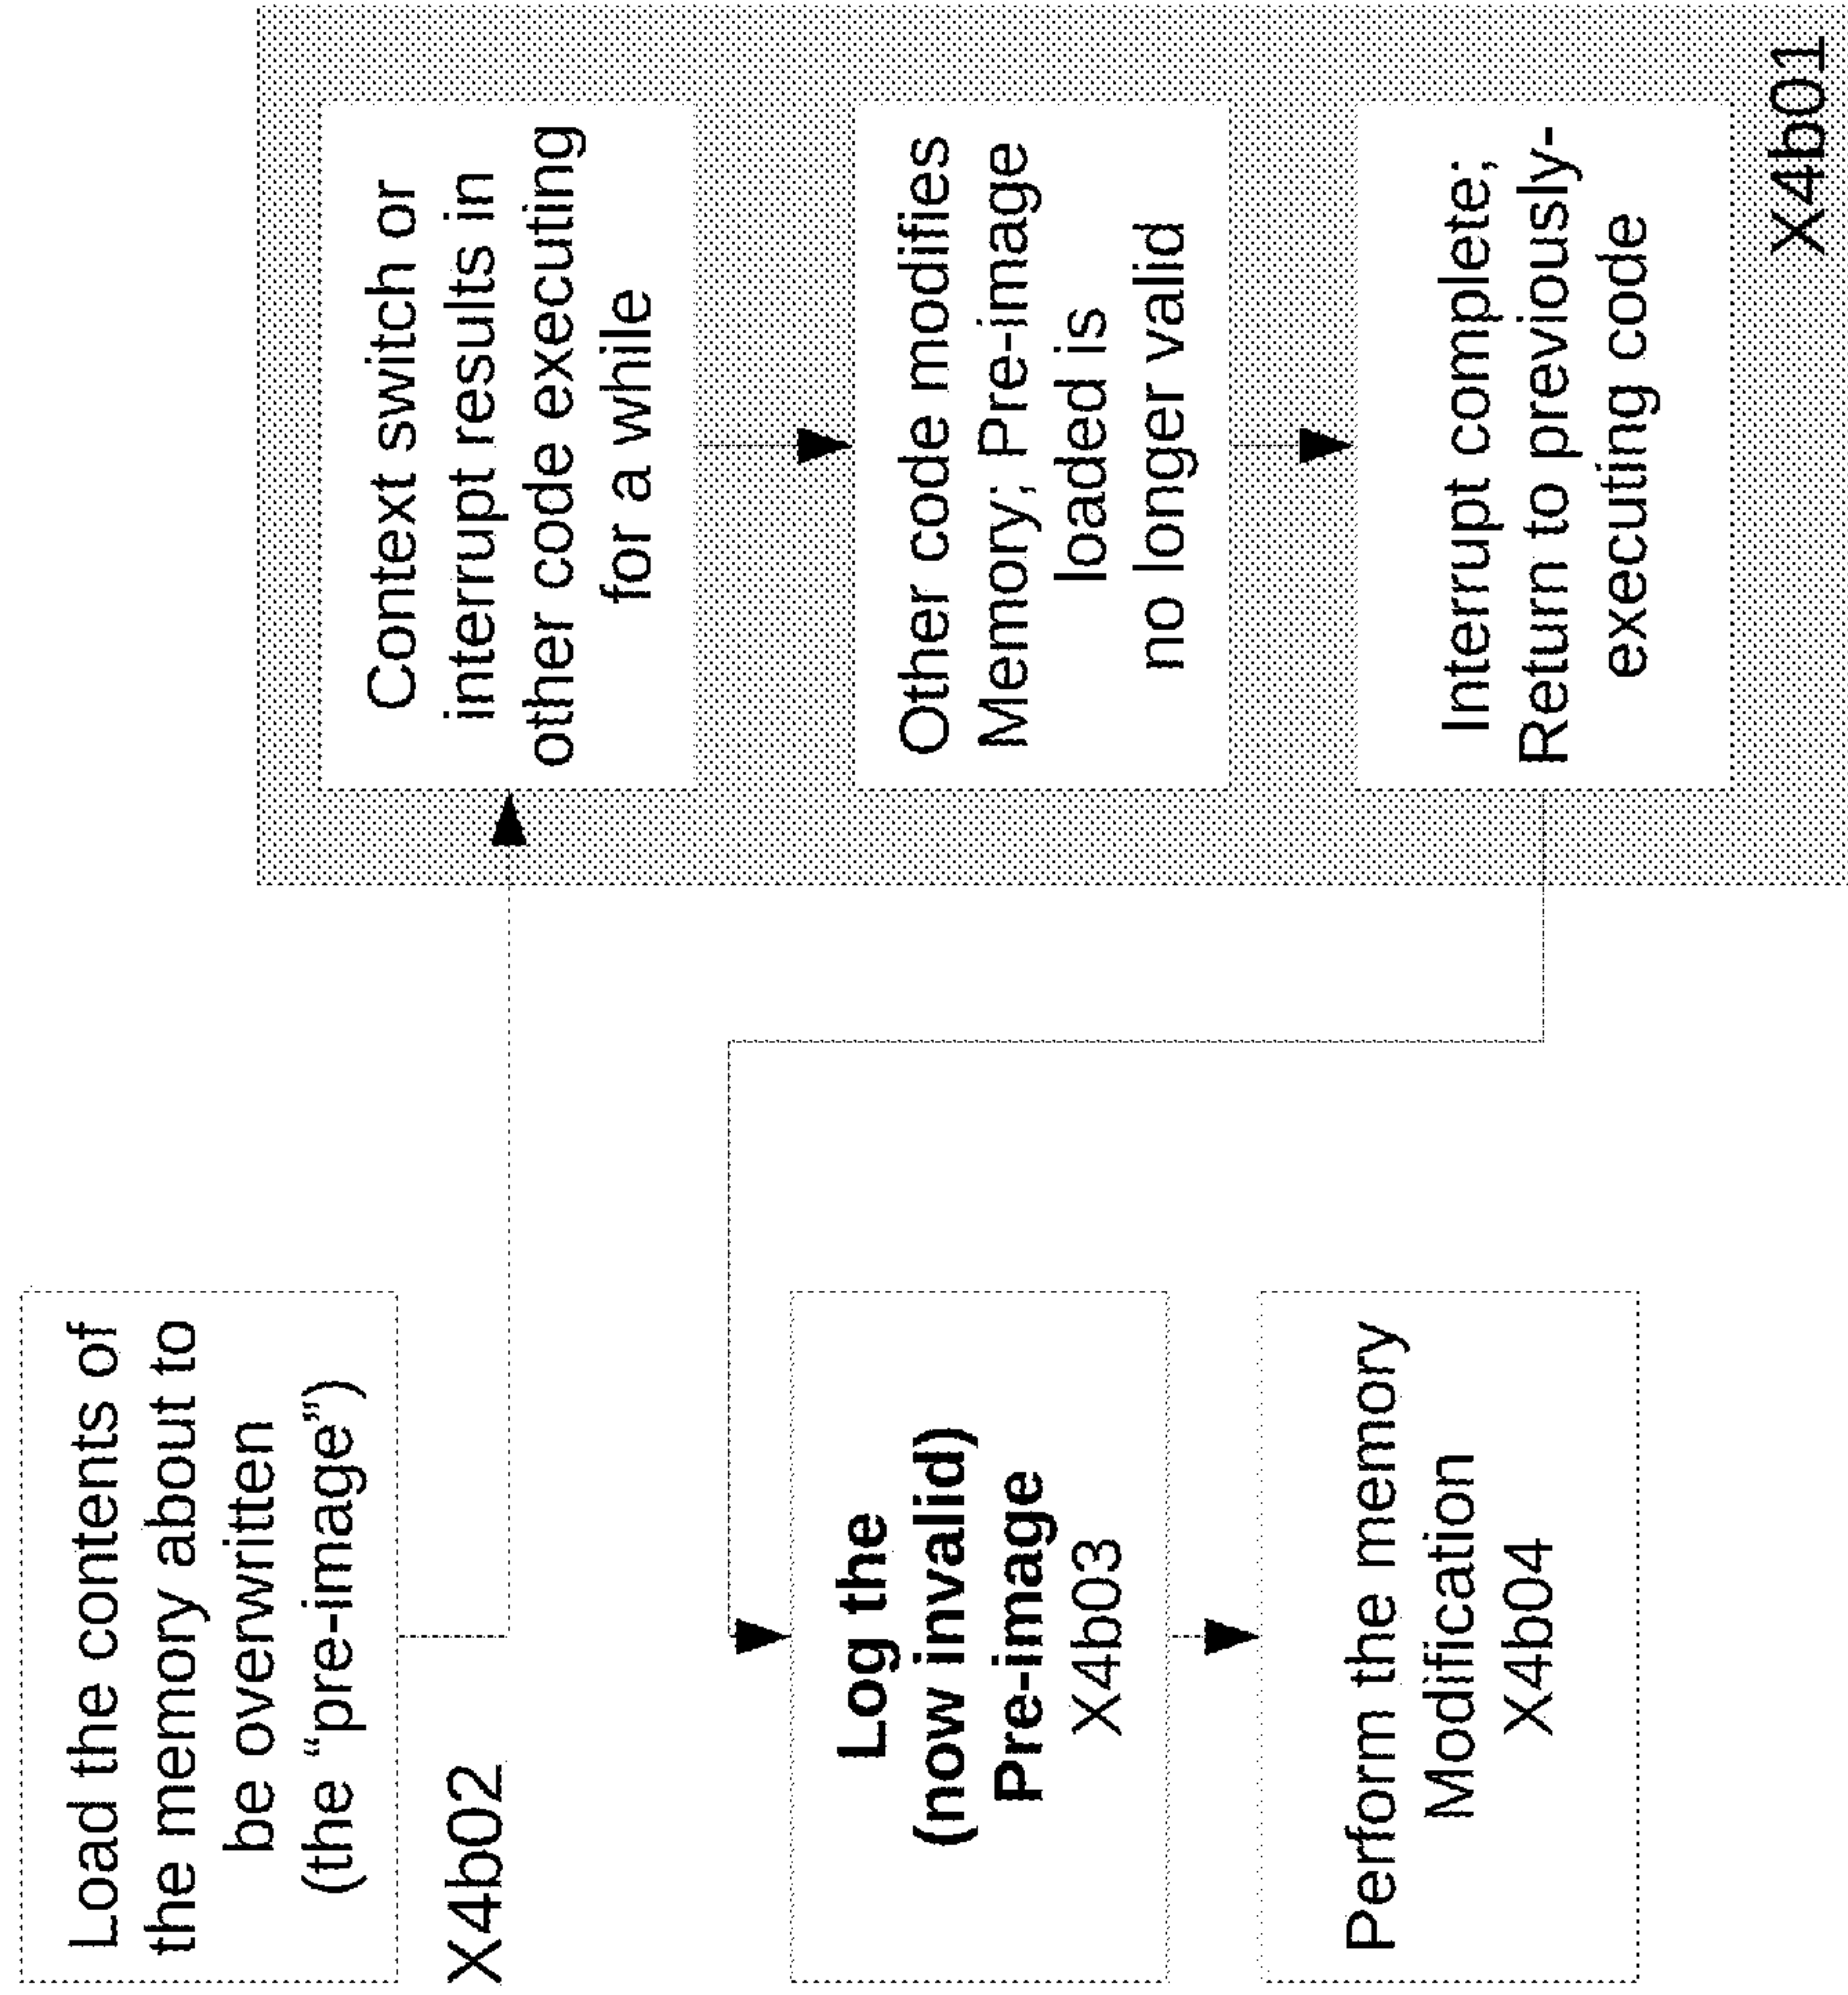 Load the contents of
the memory about to
be overwritten
(the “pre-image”)
X4b02
Context switch or
interrupt results in
other code executing
for a while
Other code modifies
Memory; Pre-image
loaded is
no longer valid
Interrupt complete;
Return to previously-
executing code
X4b01
Log the
(now invalid)
Pre-image
X4b03
Perform the memory
Modification
X4b04